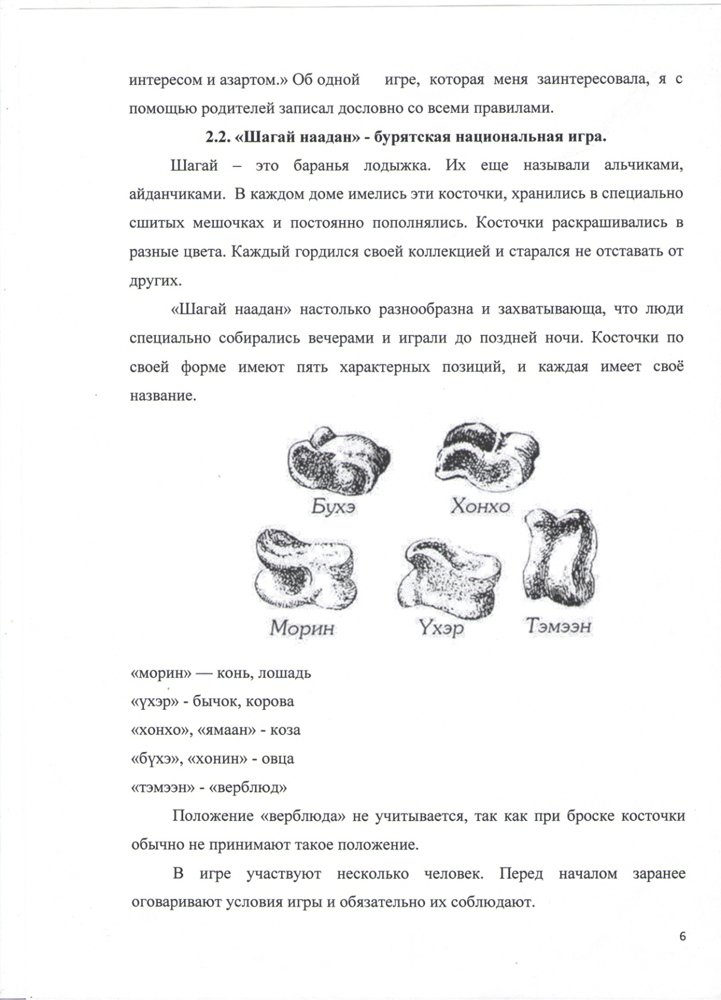 интересом и азартом.» Об одной игре, которая меня заинтересовала, я с
помощью родителей записал дословно со всеми правилами.
2.2. «Шагай наадан» - бурятская национальная игра.
Шагай – это баранья лодыжка. Их еще называли альчиками,
айданчиками. В каждом доме имелись эти косточки, хранились в специально
сшитых мешочках и постоянно пополнялись. Косточки раскрашивались в
разные цвета. Каждый гордился своей коллекцией и старался не отставать от
других.
«Шагай наадан» настолько разнообразна и захватывающа, что люди
специально собирались вечерами и играли до поздней ночи. Косточки по
своей форме имеют пять характерных позиций, и каждая имеет своё
название.
Бухэ
Хонхо
Морин
Үхэр
Тэмээн
«морин» — конь, лошадь
«үхэр» - бычок, корова
«хонхо», «ямаан» - коза
«бүхэ», «хонин» - овца
«тэмээн» - «верблюд»
Положение «верблюда» не учитывается, так как при броске косточки
обычно не принимают такое положение.
В игре участвуют несколько человек. Перед началом заранее
оговаривают условия игры и обязательно их соблюдают.
6